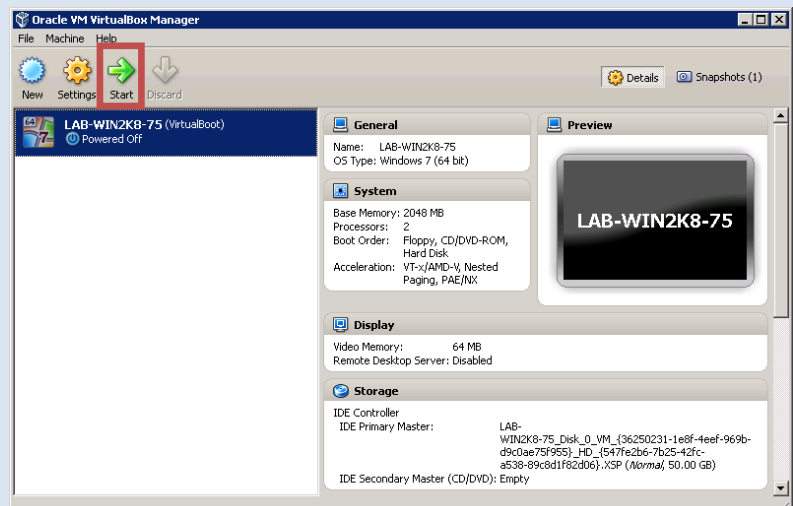 Oracle VM VirtualBox Manager
File Machine Help
New Settings Start Discard
Details Snapshots (1)
64
7
LAB-WIN2K8-75 (VirtualBoot)
Powered Off
General
Name: LAB-WIN2K8-75
OS Type: Windows 7 (64 bit)
System
Base Memory: 2048 MB
Processors: 2
Boot Order: Floppy, CD/DVD-ROM,
Hard Disk
Acceleration: VT-x/AMD-V, Nested
Paging, PAE/NX
Preview
LAB-WIN2K8-75
Display
Video Memory: 64 MB
Remote Desktop Server: Disabled
Storage
IDE Controller
IDE Primary Master: LAB-
WIN2K8-75_Disk_0_VM_{36250231-1e8f-4eef-969b-
d9c0ae75f955}_HD_{547fe2b6-7b25-42fc-
a538-89c8d1f82d06}.XSP (Normal, 50.00 GB)
IDE Secondary Master (CD/DVD): Empty